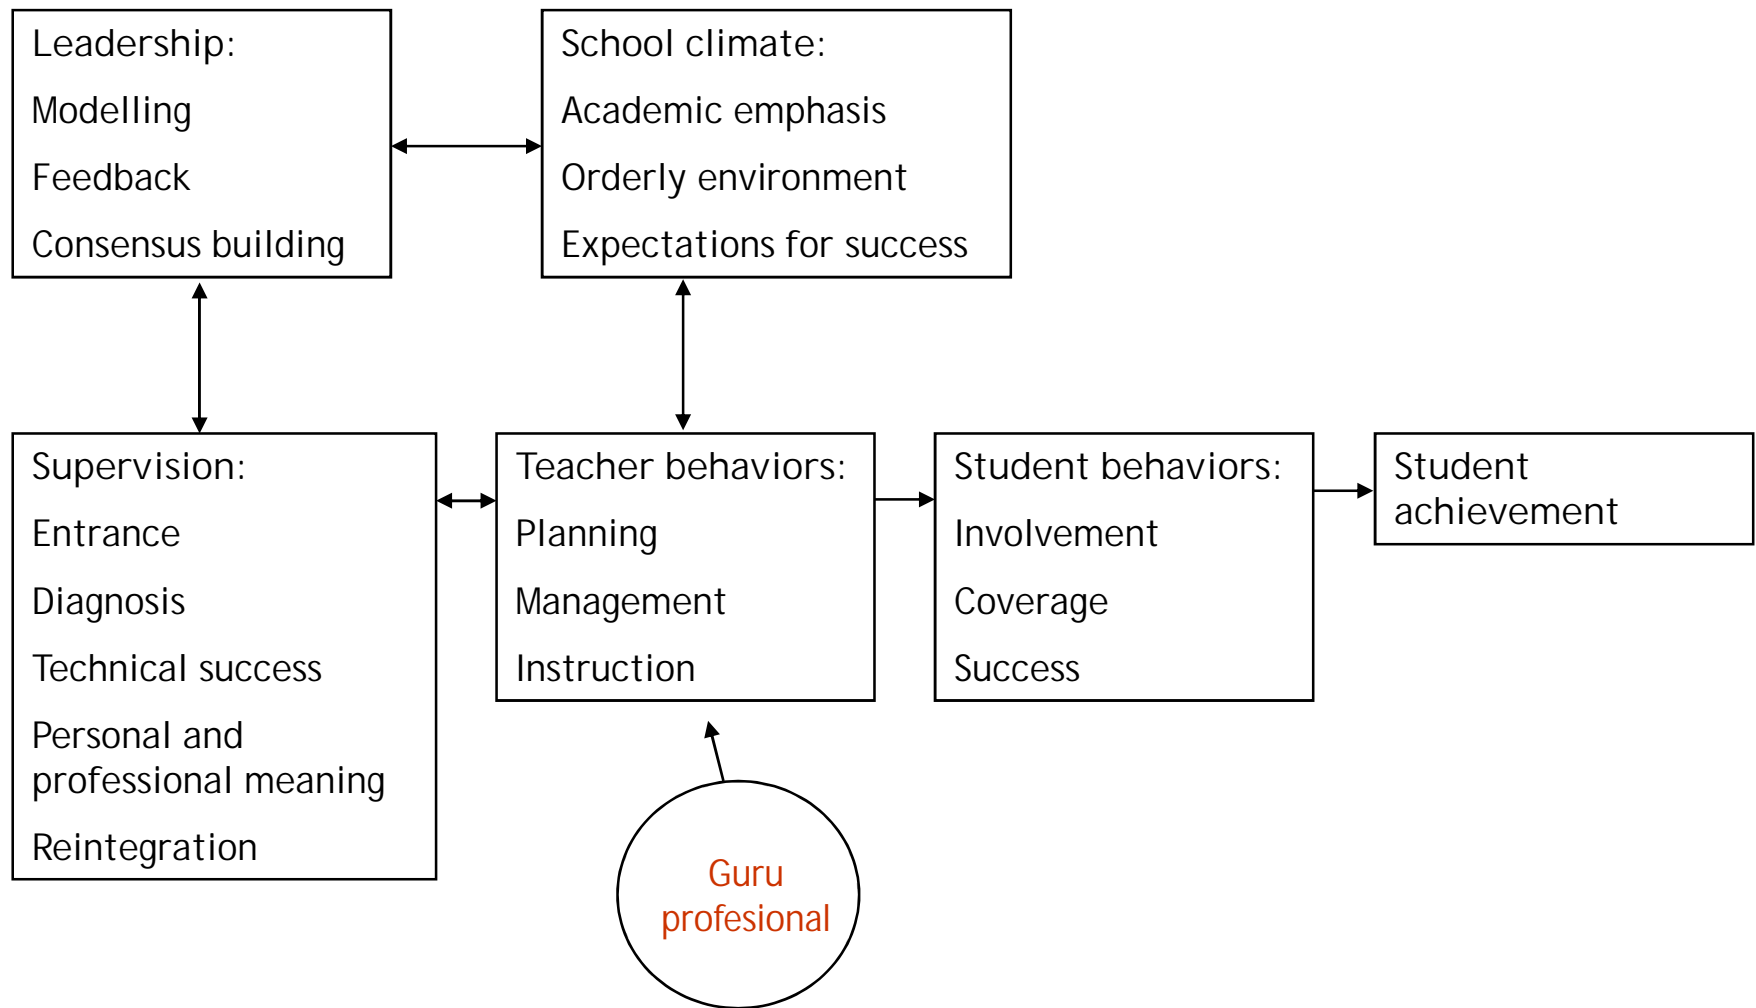 Leadership:
Modelling
Feedback
Consensus building
School climate:
Academic emphasis
Orderly environment
Expectations for success
Supervision:
Entrance
Diagnosis
Technical success
Personal and
professional meaning
Reintegration
Teacher behaviors:
Planning
Management
Instruction
Student behaviors:
Involvement
Coverage
Success
Student
achievement
Guru
profesional